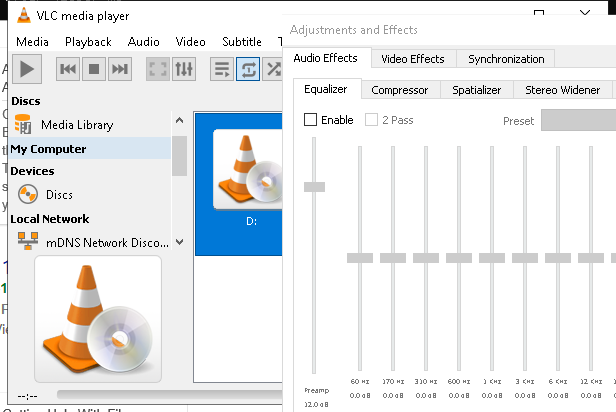 VLC media player
Media Playback Audio Video Subtitle T
Discs
Media Library
My Computer
Devices
Discs
Local Network
mDNS Network Disco...
D:
--:--
Adjustments and Effects
Audio Effects Video Effects Synchronization
Equalizer Compressor Spatializer Stereo Widener
Enable 2 Pass Preset
Preamp
12.0 dB
60 Hz 170 Hz 310 Hz 600 Hz 1 KHz 3 KHz 6 KHz 12 KHz
0.0 dB 0.0 dB 0.0 dB 0.0 dB 0.0 dB 0.0 dB 0.0 dB 0.0 dB